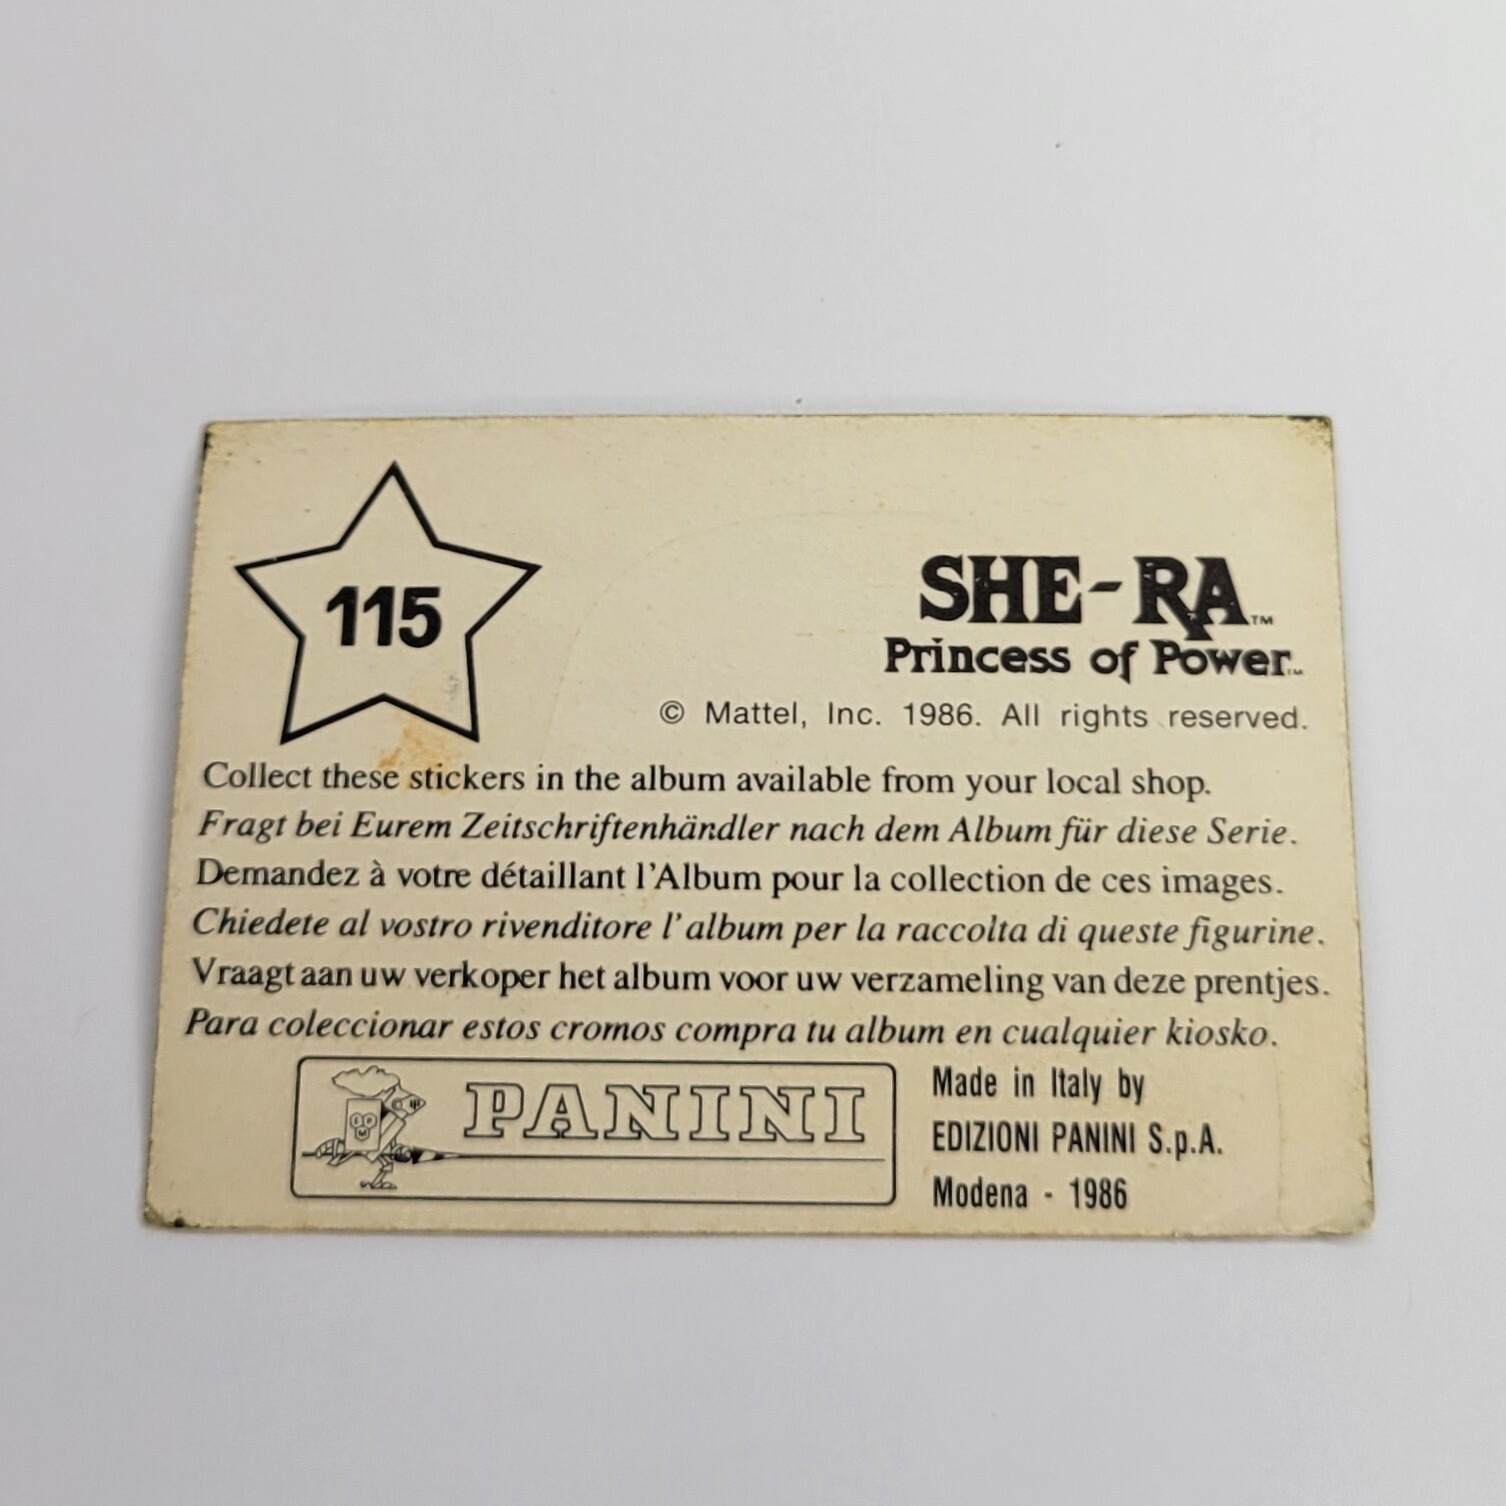 115
SHE-RA™
Princess of Power™
© Mattel, Inc. 1986. All rights reserved.
Collect these stickers in the album available from your local shop.
Fragt bei Eurem Zeitschriftenhändler nach dem Album für diese Serie.
Demandez à votre détaillant l'Album pour la collection de ces images.
Chiedete al vostro rivenditore l'album per la raccolta di queste figurine.
Vraagt aan uw verkoper het album voor uw verzameling van deze prentjes.
Para coleccionar estos cromos compra tu album en cualquier kiosko.
PANINI
Made in Italy by
EDIZIONI PANINI S.p.A.
Modena - 1986